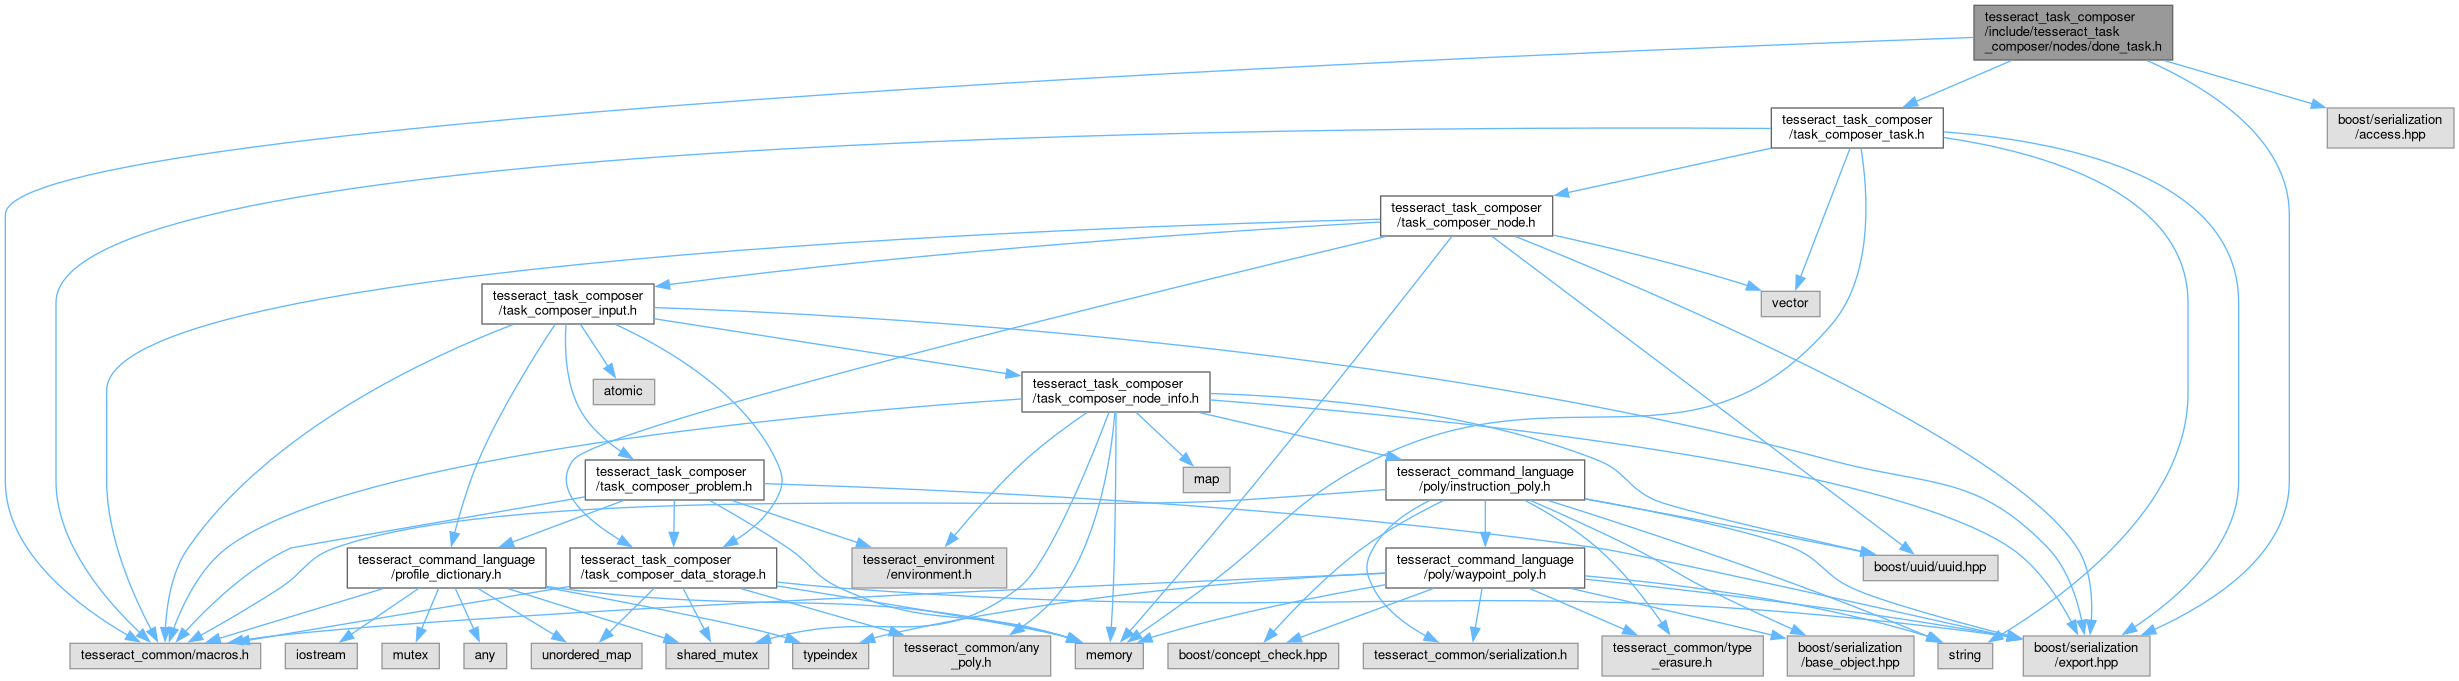 tesseract_task_composer
/include/tesseract_task
_composer/nodes/done_task.h
tesseract_task_composer
/task_composer_task.h
boost/serialization
/access.hpp
tesseract_task_composer
/task_composer_node.h
tesseract_task_composer
/task_composer_input.h
vector
atomic
tesseract_task_composer
/task_composer_node_info.h
tesseract_task_composer
/task_composer_problem.h
map
tesseract_command_language
/poly/instruction_poly.h
tesseract_command_language
/profile_dictionary.h
tesseract_task_composer
/task_composer_data_storage.h
tesseract_environment
/environment.h
tesseract_command_language
/poly/waypoint_poly.h
boost/uuid/uuid.hpp
tesseract_common/macros.h
iostream
mutex
any
unordered_map
shared_mutex
typeindex
tesseract_common/any
_poly.h
memory
boost/concept_check.hpp
tesseract_common/serialization.h
tesseract_common/type
_erasure.h
boost/serialization
/base_object.hpp
string
boost/serialization
/export.hpp